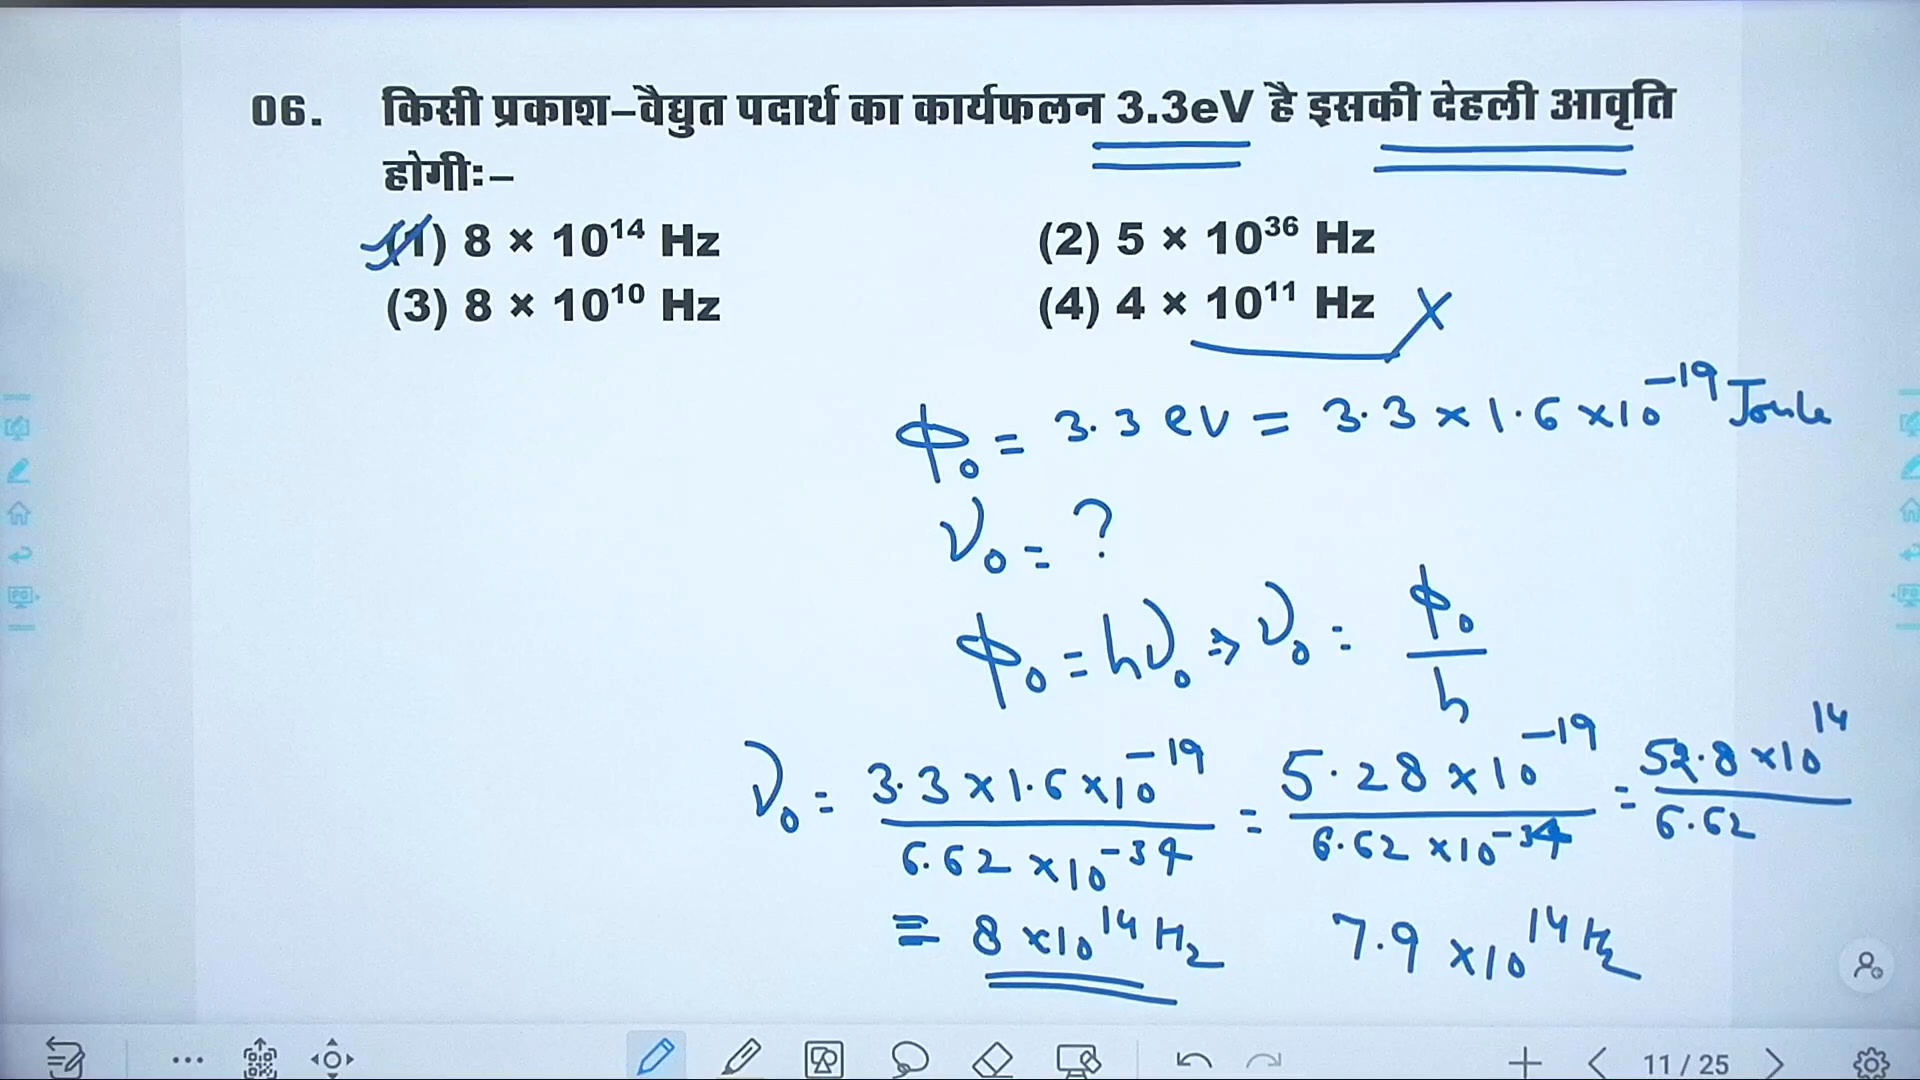 06. किसी प्रकाश–वैद्युत पदार्थ का कार्यफलन 3.3eV है इसकी देहली आवृति
होगीः–
(1) 8 × 10¹⁴ Hz (2) 5 × 10³⁶ Hz
(3) 8 × 10¹⁰ Hz (4) 4 × 10¹¹ Hz X
ϕ₀ = 3.3 eV = 3.3 × 1.6 × 10⁻¹⁹ Joule
ν₀ = ?
ϕ₀ = hν₀ ⇒ ν₀ = ϕ₀/h
ν₀ = 3.3 × 1.6 × 10⁻¹⁹ / 6.62 × 10⁻³⁴ = 5.28 × 10⁻¹⁹ / 6.62 × 10⁻³⁴ = 52.8 × 10¹⁴ / 6.62
= 8 × 10¹⁴ Hz 7.9 × 10¹⁴ Hz
11 / 25